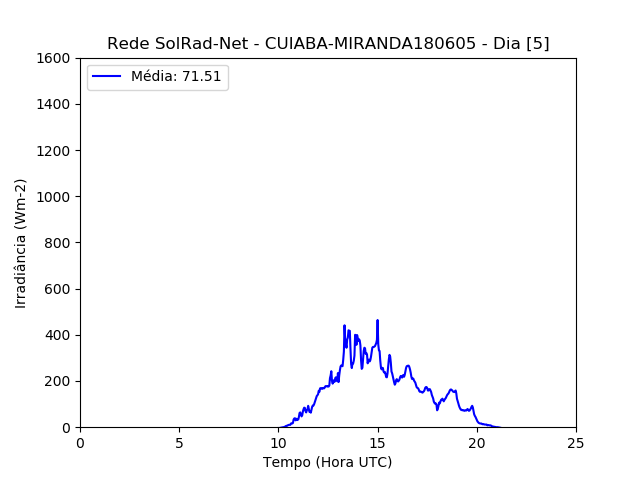 Rede SolRad-Net - CUIABA-MIRANDA180605 - Dia [5]
Média: 71.51
1600
1400
1200
1000
800
600
400
200
0
Irradiância (Wm-2)
0 5 10 15 20 25
Tempo (Hora UTC)